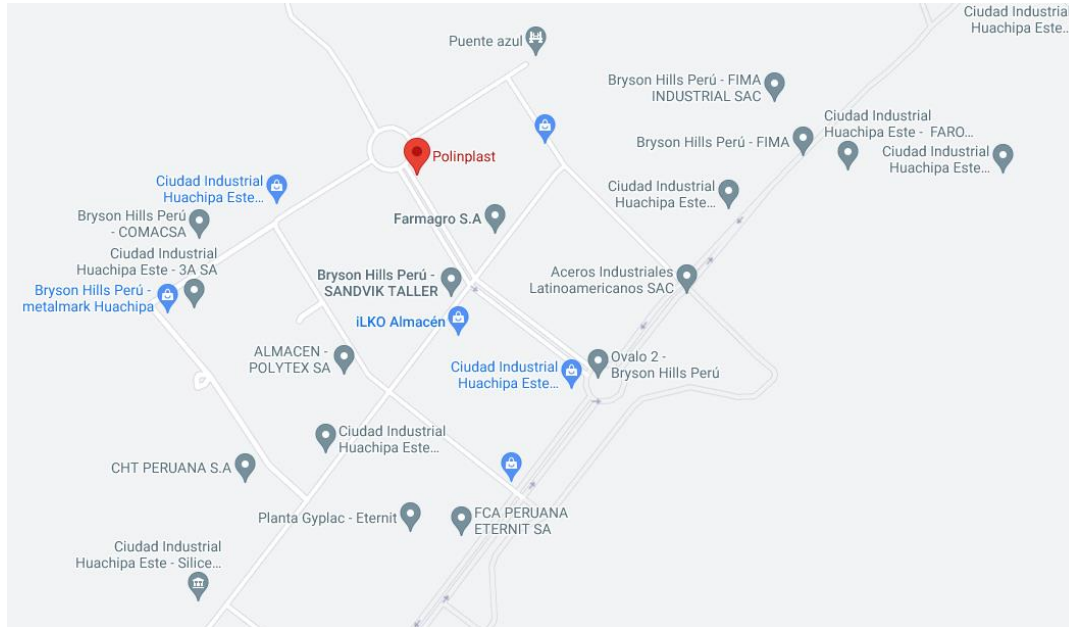 Ciudad Industrial
Huachipa Este...
Puente azul
Bryson Hills Perú - FIMA
INDUSTRIAL SAC
Ciudad Industrial
Huachipa Este - FARO...
Bryson Hills Perú - FIMA
Ciudad Industrial
Huachipa Este...
Polinplast
Ciudad Industrial
Huachipa Este...
Ciudad Industrial
Huachipa Este...
Bryson Hills Perú
- COMACSA
Farmagro S.A
Ciudad Industrial
Huachipa Este - 3A SA
Bryson Hills Perú -
SANDVIK TALLER
Aceros Industriales
Latinoamericanos SAC
Bryson Hills Perú -
metalmark Huachipa
iLKO Almacén
ALMACEN -
POLYTEX SA
Ciudad Industrial
Huachipa Este...
Ovalo 2 -
Bryson Hills Perú
Ciudad Industrial
Huachipa Este...
CHT PERUANA S.A
Planta Gyplac - Eternit
FCA PERUANA
ETERNIT SA
Ciudad Industrial
Huachipa Este - Silice...